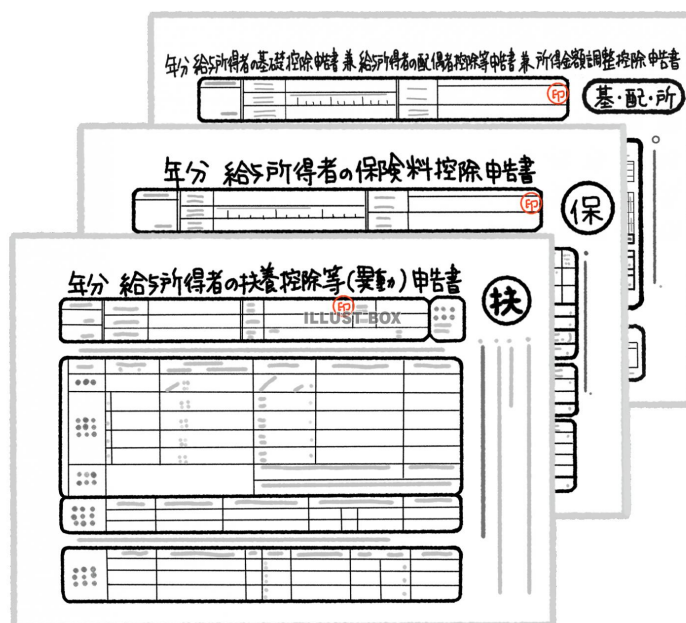 年分 給与所得者の基礎控除申告書 兼 給与所得者の配偶者控除等申告書 兼 所得金額調整控除申告書
印
基・配・所
年分 給与所得者の保険料控除申告書
印
保
年分 給与所得者の扶養控除等(異動)申告書
印
扶
ILLUST BOX